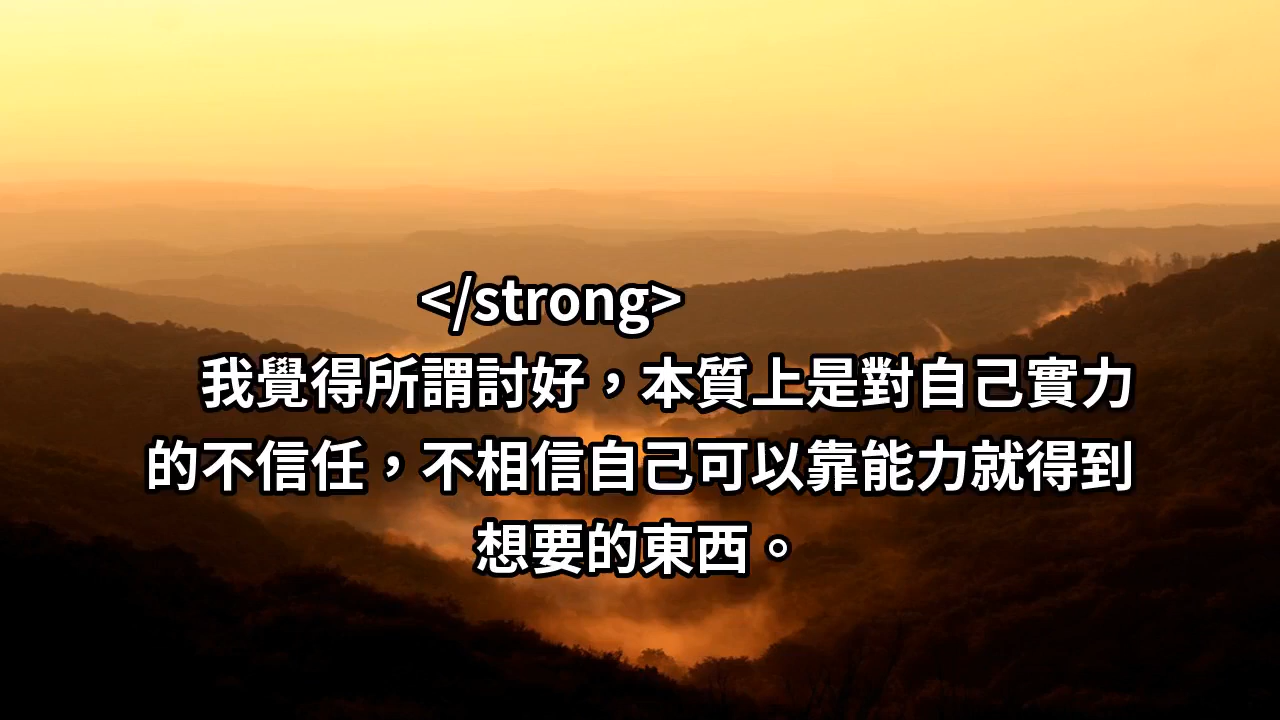 </strong>
我覺得所謂討好，本質上是對自己實力
的不信任，不相信自己可以靠能力就得到
想要的東西。